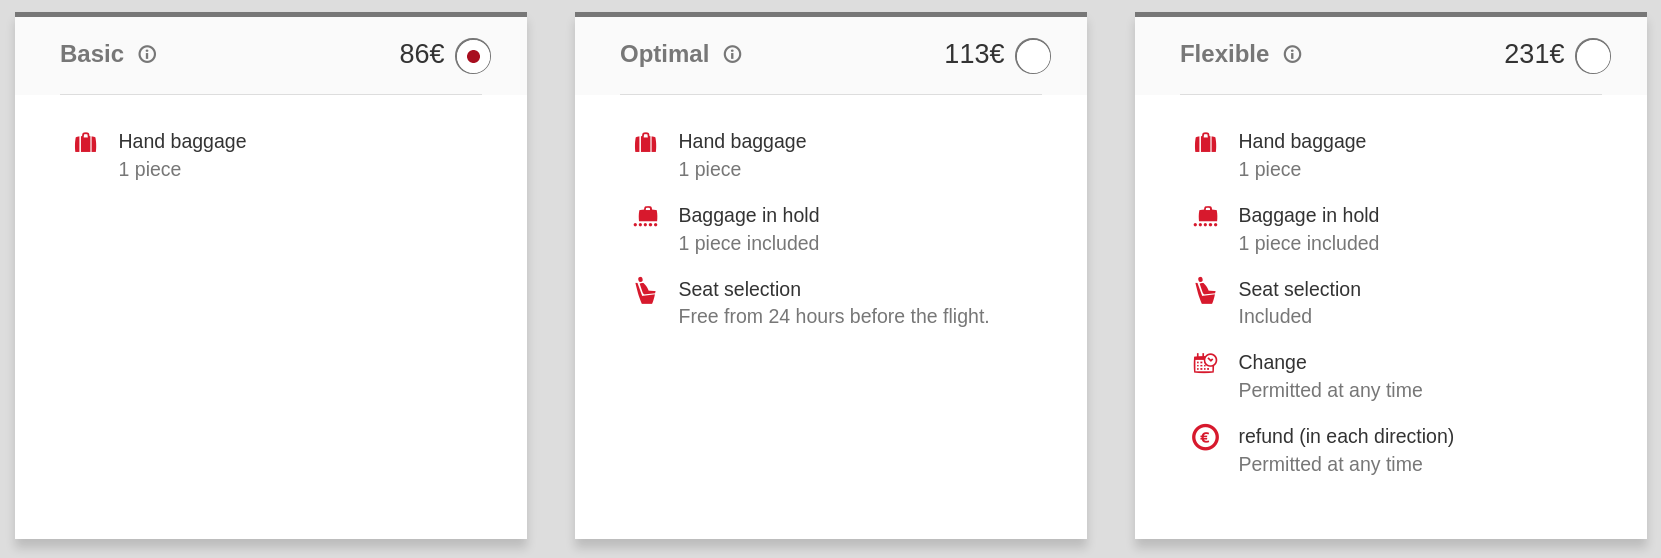 Basic
86€
Hand baggage
1 piece
Optimal
113€
Hand baggage
1 piece
Baggage in hold
1 piece included
Seat selection
Free from 24 hours before the flight.
Flexible
231€
Hand baggage
1 piece
Baggage in hold
1 piece included
Seat selection
Included
Change
Permitted at any time
refund (in each direction)
Permitted at any time